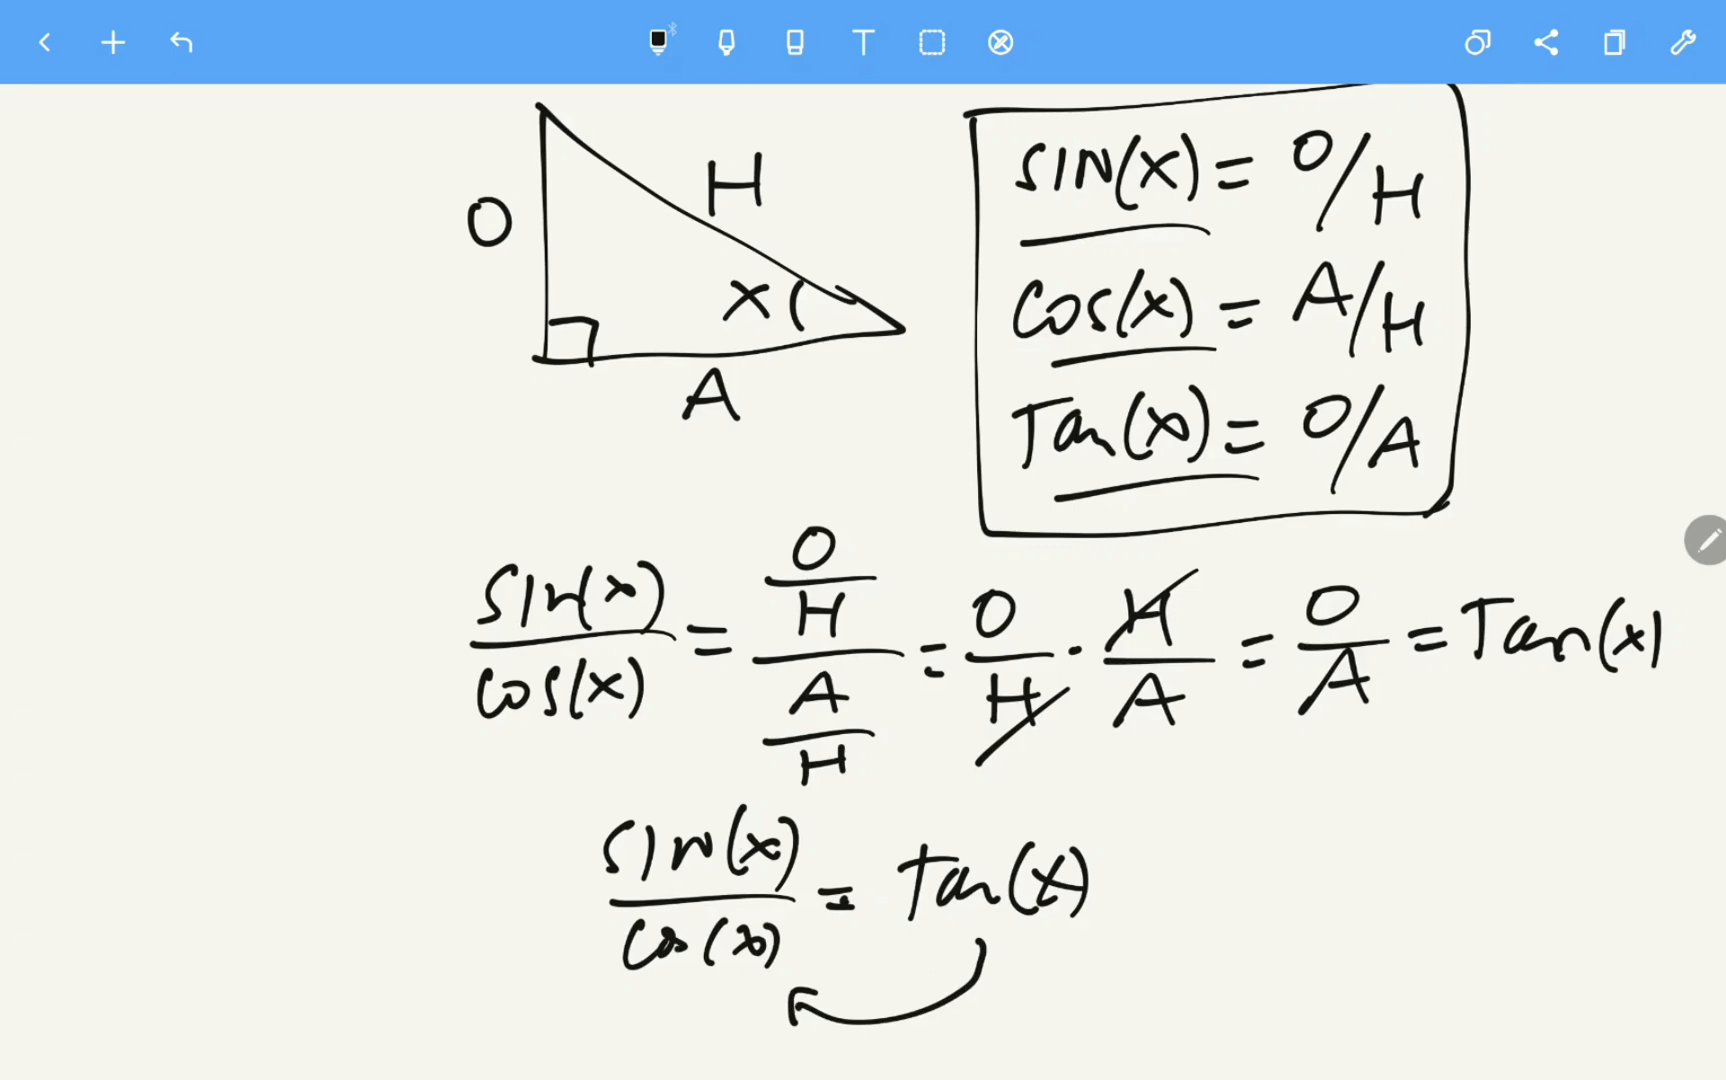 O
H
X
A
SIN(x) = O/H
Cos(x) = A/H
Tan(x) = O/A
Sin(x)/Cos(x) = O/H/A/H = O/H · H/A = O/A = Tan(x)
Sin(x)/Cos(x) = Tan(x)